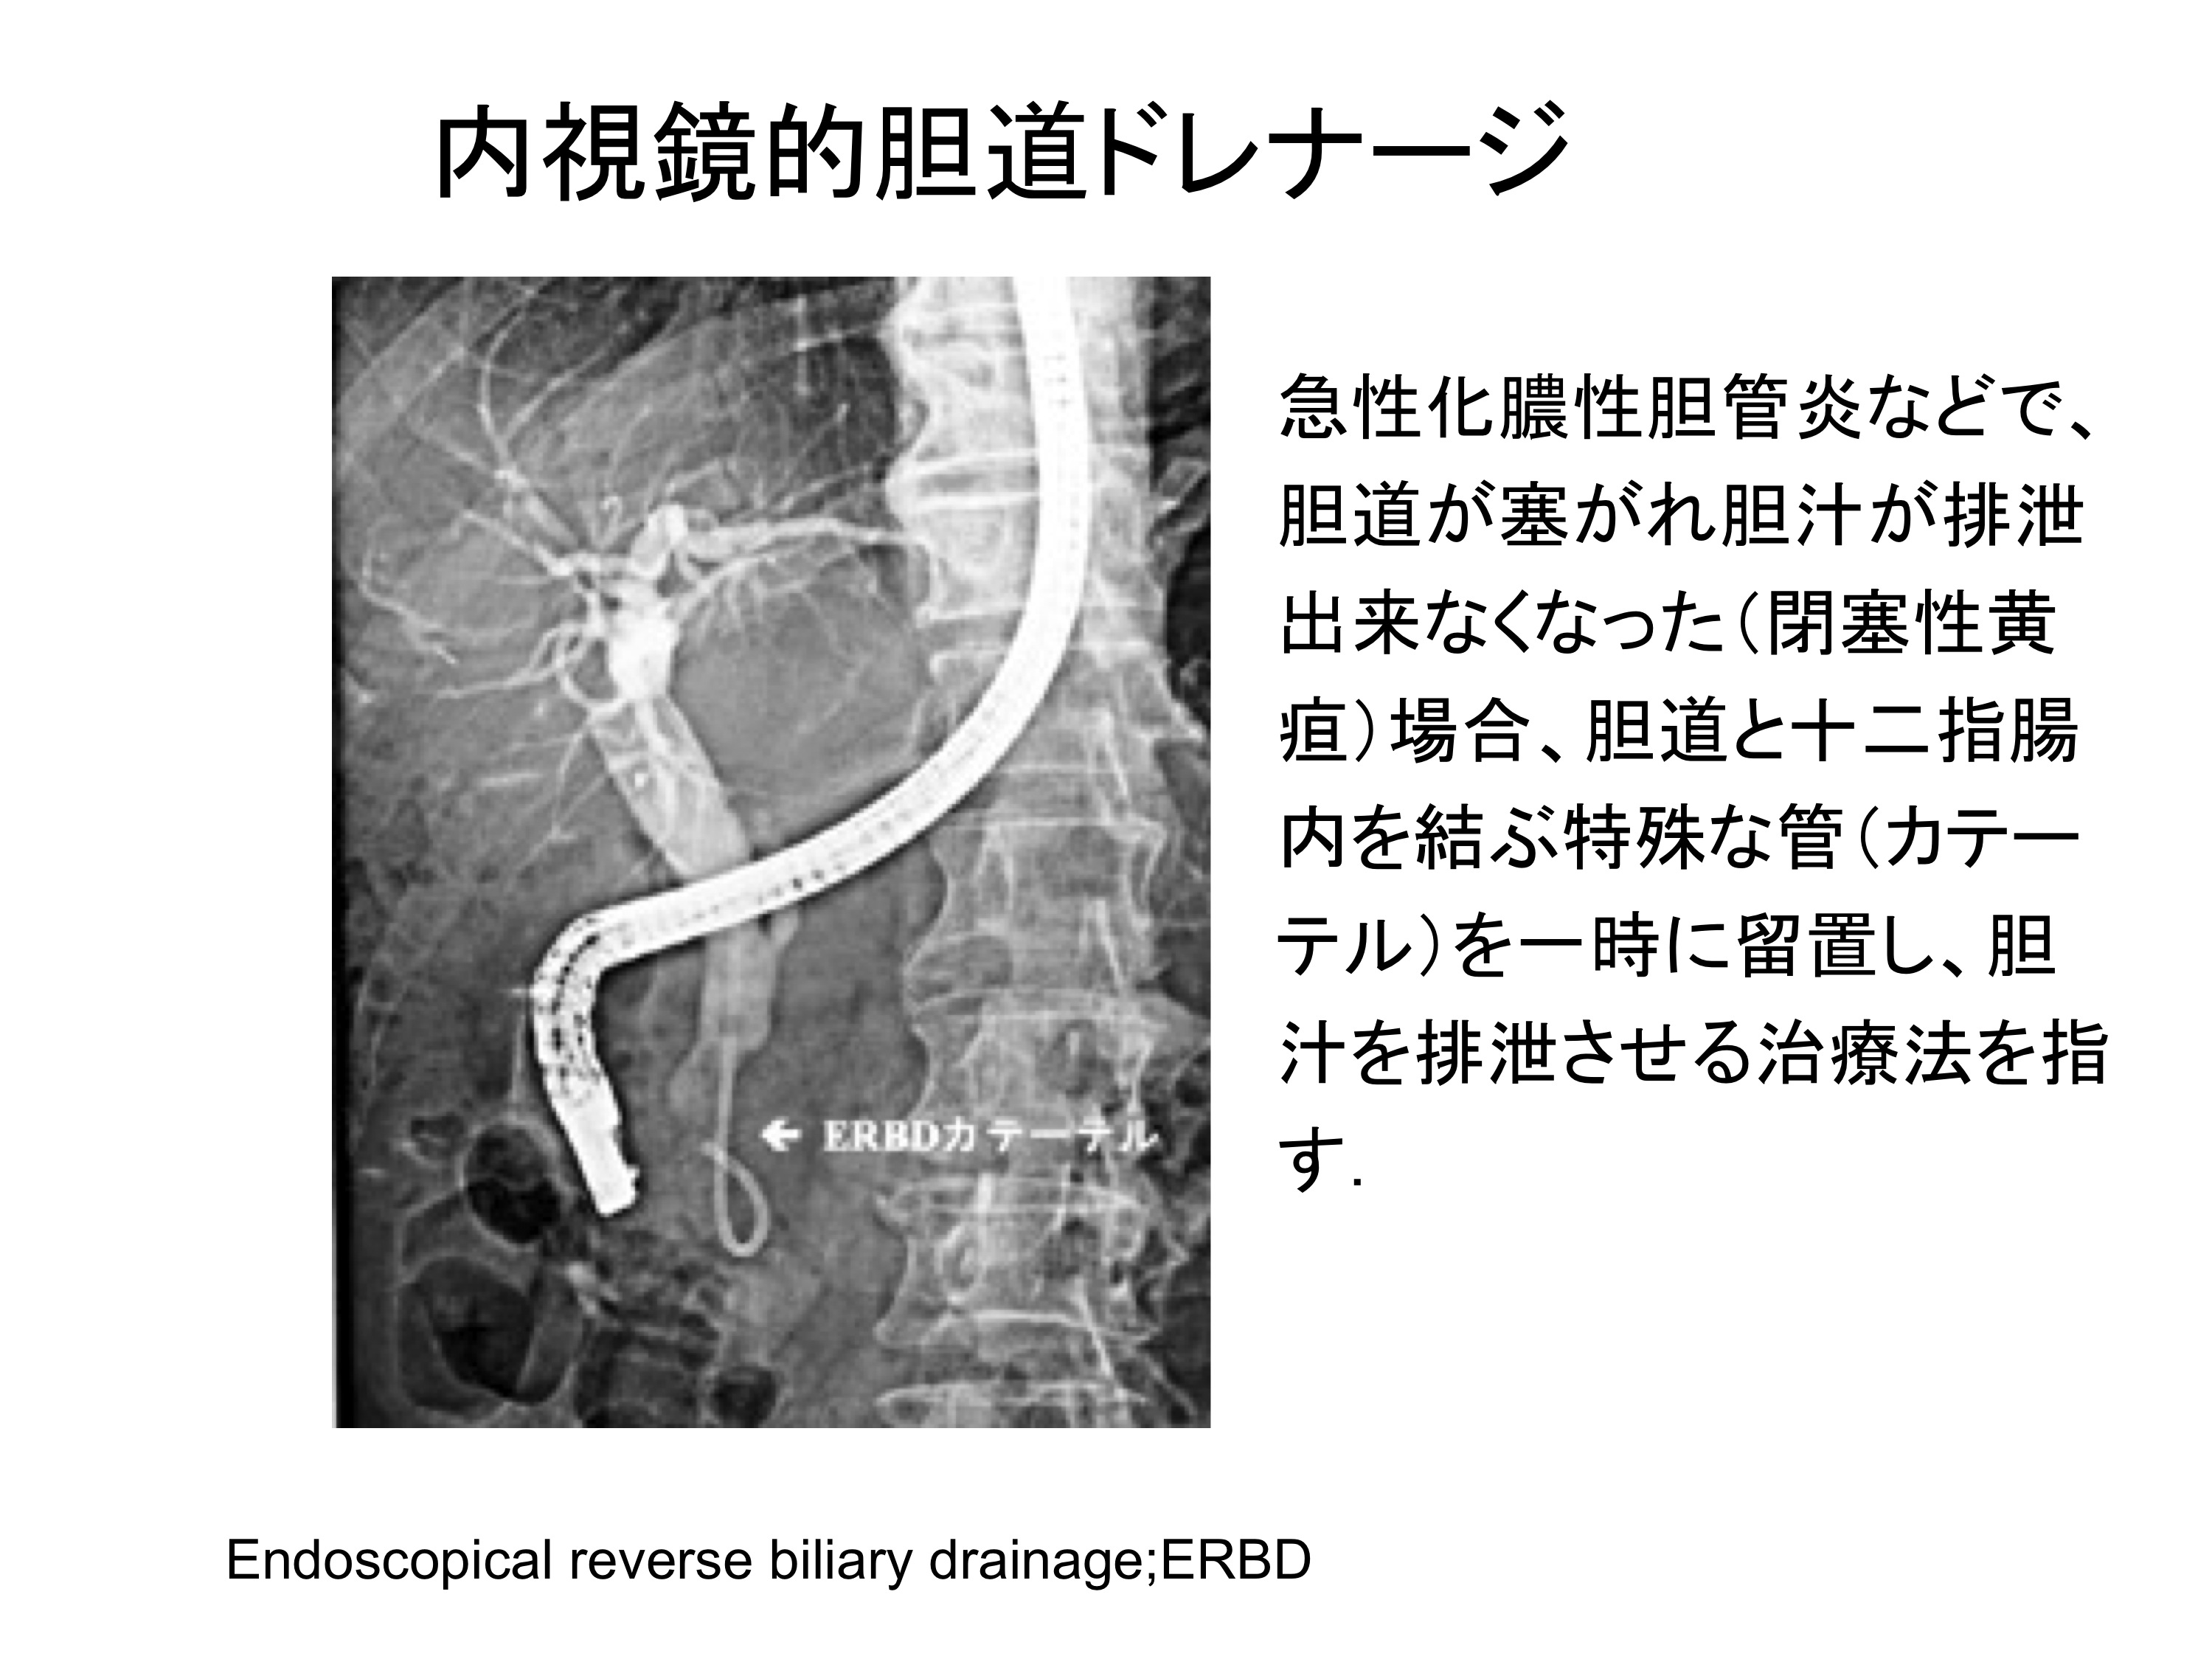 内視鏡的胆道ドレナージ
急性化膿性胆管炎などで、
胆道が塞がれ胆汁が排泄
出来なくなった（閉塞性黄
疸）場合、胆道と十二指腸
内を結ぶ特殊な管（カテー
テル）を一時に留置し、胆
汁を排泄させる治療法を指
す．
← ERBDカテーテル
Endoscopical reverse biliary drainage;ERBD